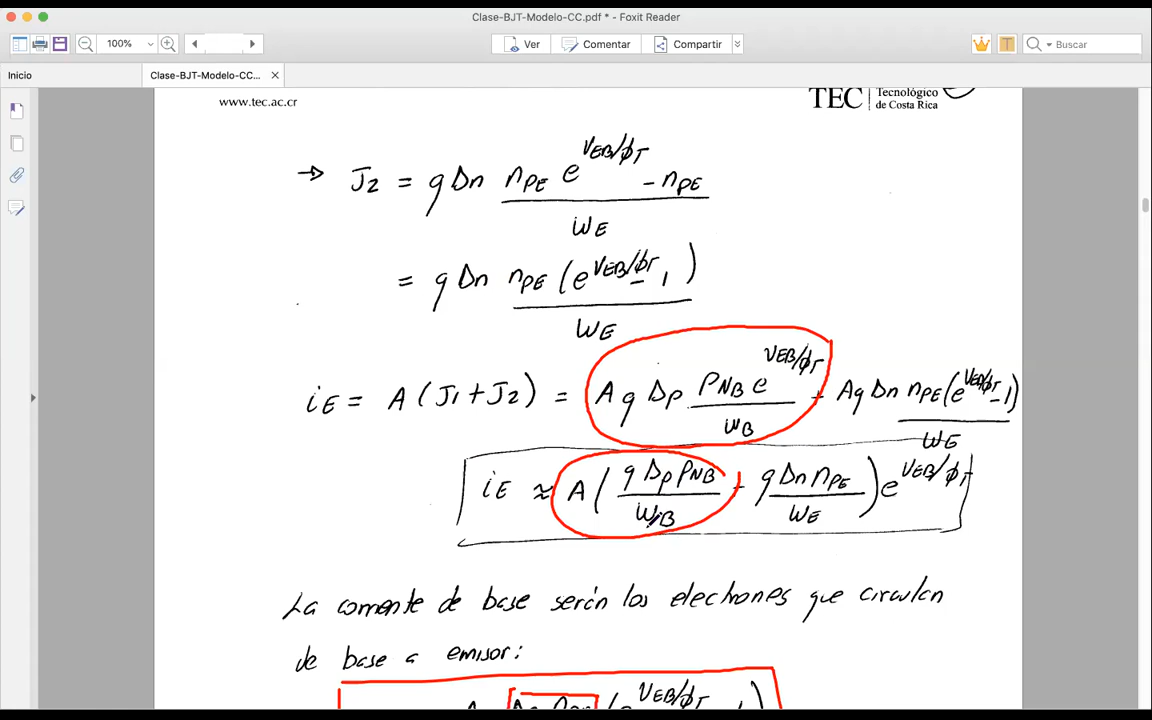 Clase-BJT-Modelo-CC.pdf * - Foxit Reader
100% Ver Comentar Compartir Buscar
Inicio Clase-BJT-Modelo-CC... ×
www.tec.ac.cr
TEC | Tecnológico de Costa Rica
→ J2 = q Dn (nPE e^(VEB/ϕT) - nPE) / WE
= q Dn nPE (e^(VEB/ϕT) - 1) / WE
iE = A (J1 + J2) = A q Dp (PNB e^(VEB/ϕT)) / WB + A q Dn nPE (e^(VEB/ϕT) - 1) / WE
iE ≈ A (q Dp PNB / WB + q Dn nPE / WE) e^(VEB/ϕT)
La corriente de base serán los electrones que circulan
de base a emisor: